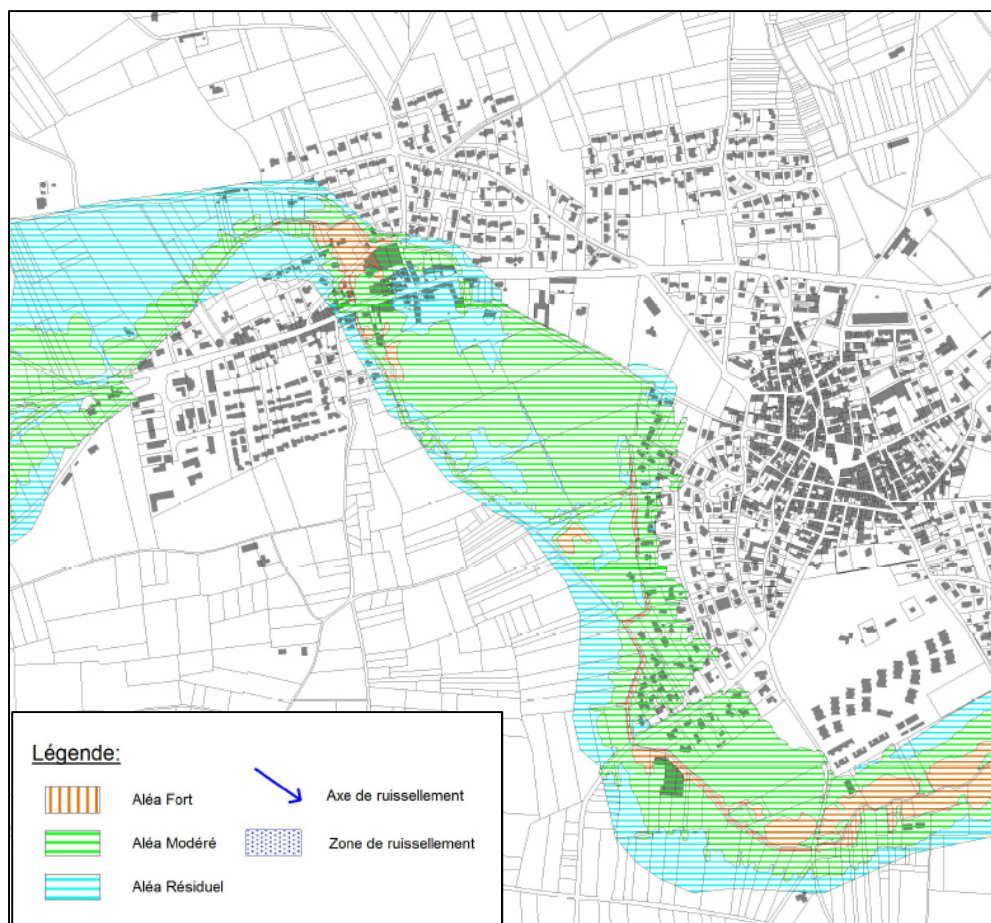 Légende:
Aléa Fort
Axe de ruissellement
Aléa Modéré
Zone de ruissellement
Aléa Résiduel